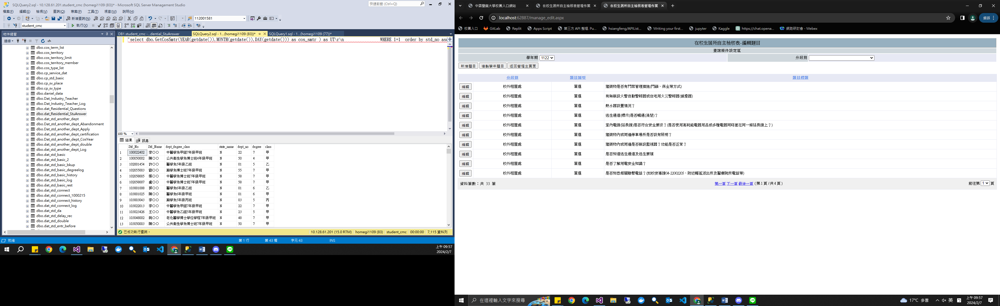 SQLQuery2.sql - 10.128.61.201.student_cmc (homegi1109 (83))* - Microsoft SQL Server Management Studio
快速啟動 (Ctrl+Q)
檔案(F) 編輯(E) 檢視(V) 查詢(Q) 專案(P) 工具(T) 視窗(W) 說明(H)
新增查詢(N) 112001581
student_cmc 執行(X)
物件總管
連線
dbo.cos_term_list
dbo.cos_territory
dbo.cos_territory_limit
dbo.cos_territory_member
dbo.cos_type_list
dbo.cp_service_dat
dbo.cp_std_basic
dbo.cp_sv_place
dbo.cp_sv_type
dbo.daniel_data
dbo.Dat_Industry_Teacher
dbo.Dat_Industry_Teacher_Log
dbo.dat_Residential_Questions
dbo.dat_Residential_StuAnswer
dbo.dat_std_another_dept
dbo.Dat_std_another_dept_Abandonment
dbo.Dat_std_another_dept_Apply
dbo.dat_std_another_dept_certification
dbo.Dat_std_another_dept_CosYear
dbo.dat_std_another_dept_double
dbo.dat_std_another_dept_Log
dbo.dat_std_basic
dbo.dat_std_basic_2
dbo.dat_std_basic_bkup
dbo.dat_std_basic_degreelog
dbo.dat_std_basic_history
dbo.dat_std_basic_log
dbo.dat_std_basic_rest
dbo.dat_std_connect
dbo.dat_std_connect_1000215
dbo.dat_std_connect_history
dbo.dat_std_connect_log
dbo.dat_std_da
dbo.dat_std_delay_rec
dbo.dat_std_double
dbo.dat_std_entr_before
DB1.student_cmc -...dential_StuAnswer SQLQuery2.sql - 1...(homegi1109 (83))* SQLQuery1.sql - 1...(homegi1109 (77))*
"select dbo.GetCosSmtr(YEAR(getdate()),MONTH(getdate()),DAY(getdate())) as cos_smtr ) as UT\r\n WHERE 1=1 order by std_no asc
100 %
結果 訊息
Std_No Std_Name dept_degree_class state_name dept_no degree class
1 100022402 李〇〇 中醫學系甲組7年級甲班 N 22 7 甲
2 100050002 陳〇〇 公共衛生學系博士班4年級甲班 N 50 4 甲
3 102001454 許〇〇 醫學系5年級乙班 N 01 5 乙
4 102055003 劉〇〇 藥學系博士班7年級甲班 N 55 7 甲
5 102058005 張〇〇 中醫學系博士班7年級甲班 N 58 7 甲
6 102058007 盧〇〇 中醫學系博士班7年級甲班 N 58 7 甲
7 103001008 郭〇〇 醫學系6年級乙班 N 01 6 乙
8 103001025 陳〇〇 醫學系6年級甲班 N 01 6 甲
9 103003043 李〇〇 藥學系5年級丙班 N 03 5 丙
10 103022013 李〇〇 中醫學系甲組7年級甲班 N 22 7 甲
11 103023426 王〇〇 中醫學系乙組5年級甲班 N 23 5 甲
12 103048002 姚〇〇 老化醫學博士學位學程7年級甲班 N 48 7 甲
13 103050003 陳〇〇 公共衛生學系博士班7年級甲班 N 50 7 甲
已成功執行查詢。 10.128.61.201 (15.0 RTM) homegi1109 (83) student_cmc 00:00:00 7,115 資料列
就緒 第 1 行 第 43 欄 字元 43 INS
上午 09:57
2024/2/7
中國醫藥大學校園入口網站 在校生居所自主檢核表管理作業 在校生居所自主檢核表管理作業
localhost:62887/manage_edit.aspx 錯誤
校園入口 GitLab Replit Apps Script 第三方 API 整理. Pu... hsiangfeng/APIList... Writing your first... jupyter Kaggle https://chat.opena... 網路研討會 - Webex
在校生居所自主檢核表-編輯題目
查詢條件設定區
學年期 1122 分段別
新增題目 複製學年題目 返回管理主頁面
分段別 題目類型 題目標題
編輯 校外租屋處 單選 建築物是否有門禁管理措施(門鎖、保全等方式)
編輯 校外租屋處 單選 有無裝設火警自動警報器或住宅用火災警報器(偵煙器)
編輯 校外租屋處 單選 熱水器設置情況？
編輯 校外租屋處 單選 逃生通道(標示)是否暢通(清楚)？
編輯 校外租屋處 單選 室內電線(延長線)是否符合安全要求？(是否使用高耗能電器用品或多種電器同時差在同一條延長線上？)
編輯 校外租屋處 單選 建築物內或周邊停車場所是否設有照明？
編輯 校外租屋處 單選 建築物內或周邊是否裝設監視器？功能是否正常？
編輯 校外租屋處 單選 是否知道逃生通道及逃生要領
編輯 校外租屋處 單選 是否了解用電安全知識？
編輯 校外租屋處 單選 是否知悉相關聯繫電話？(如校安專線04-22002205、附近轄區派出所及醫療院所電話等)
資料筆數：共 33 筆 第一頁 下一頁 最後一頁 ( 第 1 頁 / 共 4 頁 ) 前往第 1 頁
在這裡輸入文字來搜尋 17°C 多雲 英 上午 09:57
2024/2/7